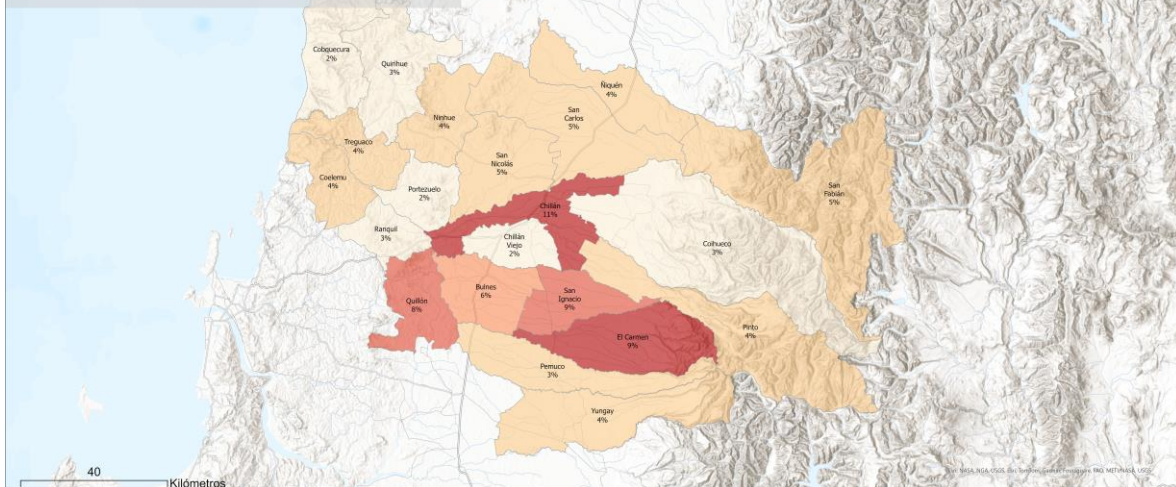 Cobquecura
2%
Quirihue
3%
Ñiquén
4%
Ninhue
4%
San
Carlos
5%
Treguaco
4%
San
Nicolás
5%
Coelemu
4%
Portezuelo
2%
San
Fabián
5%
Chillán
11%
Ranquil
3%
Chillán
Viejo
2%
Coihueco
3%
Quillón
8%
Bulnes
6%
San
Ignacio
9%
Pinto
4%
El Carmen
9%
Pemuco
3%
Yungay
4%
40
Kilómetros